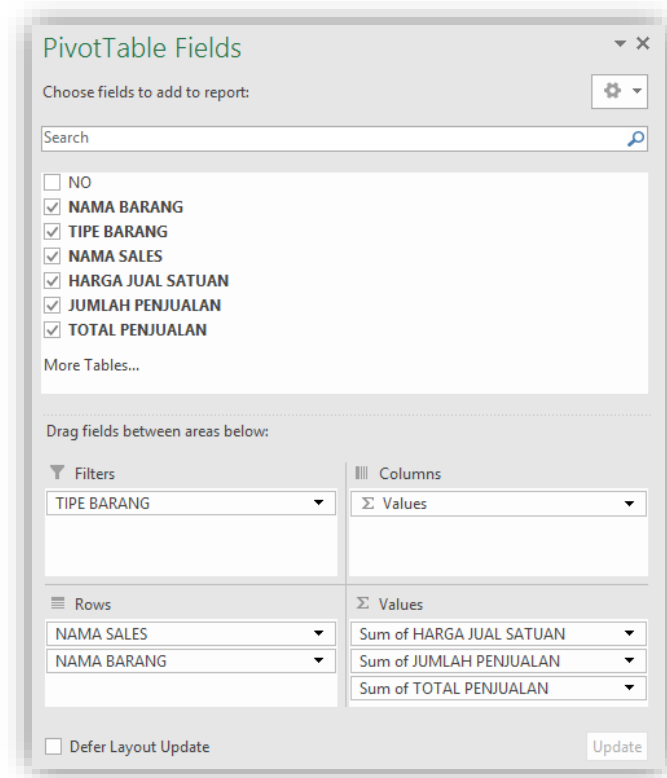 PivotTable Fields
Choose fields to add to report:
Search
NO
NAMA BARANG
TIPE BARANG
NAMA SALES
HARGA JUAL SATUAN
JUMLAH PENJUALAN
TOTAL PENJUALAN
More Tables...
Drag fields between areas below:
Filters
TIPE BARANG
Columns
Σ Values
Rows
NAMA SALES
NAMA BARANG
Σ Values
Sum of HARGA JUAL SATUAN
Sum of JUMLAH PENJUALAN
Sum of TOTAL PENJUALAN
Defer Layout Update
Update